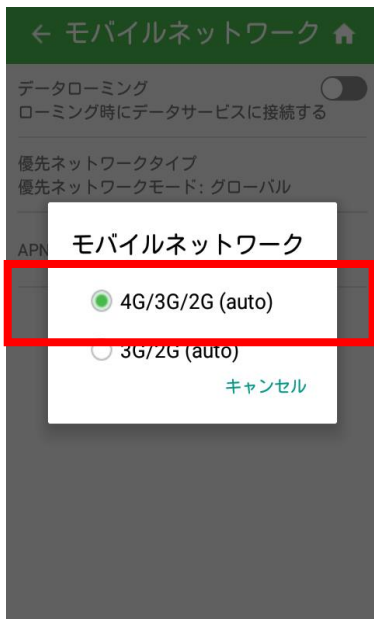 モバイルネットワーク
データローミング
ローミング時にデータサービスに接続する
優先ネットワークタイプ
優先ネットワークモード: グローバル
APN
モバイルネットワーク
4G/3G/2G (auto)
3G/2G (auto)
キャンセル